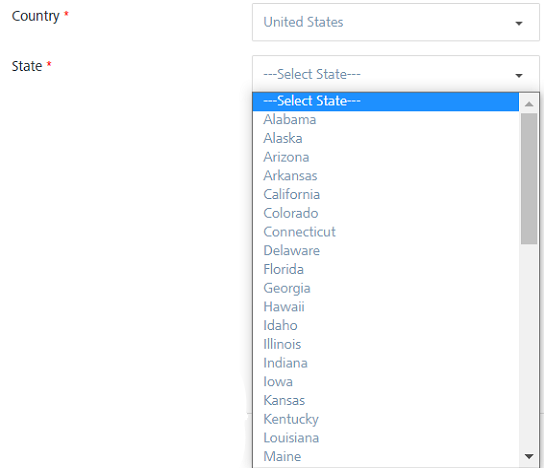 Country *
United States
State *
---Select State---
---Select State---
Alabama
Alaska
Arizona
Arkansas
California
Colorado
Connecticut
Delaware
Florida
Georgia
Hawaii
Idaho
Illinois
Indiana
Iowa
Kansas
Kentucky
Louisiana
Maine